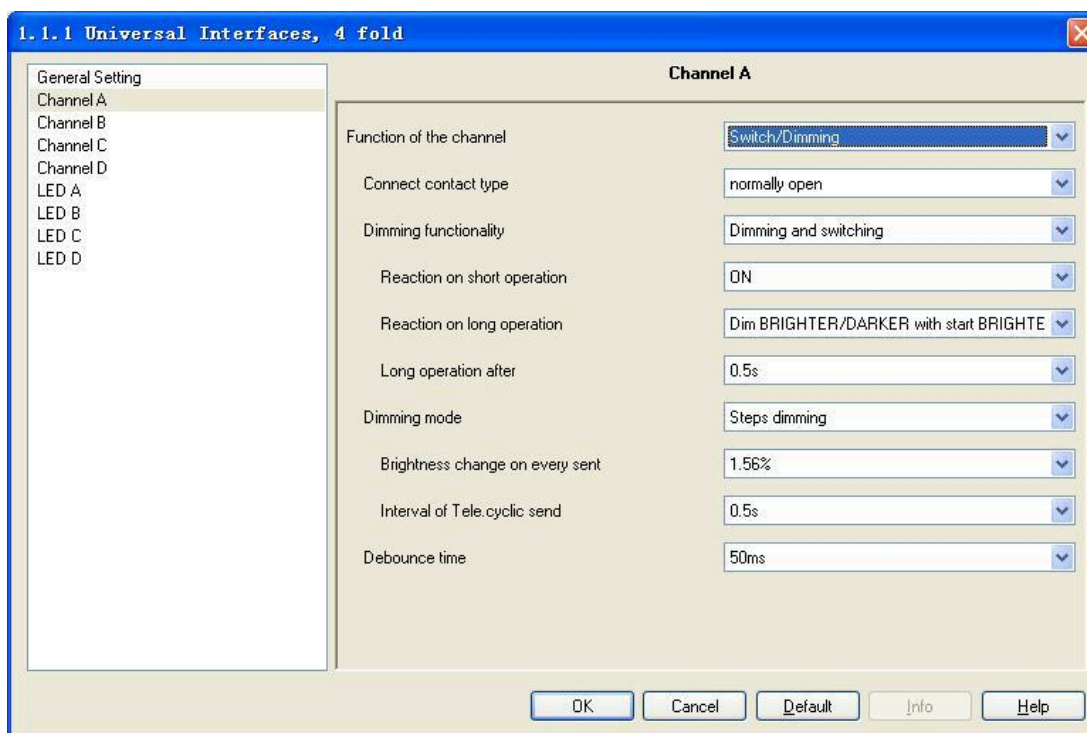 1.1.1 Universal Interfaces, 4 fold
General Setting
Channel A
Channel B
Channel C
Channel D
LED A
LED B
LED C
LED D
Channel A
Function of the channel Switch/Dimming
Connect contact type normally open
Dimming functionality Dimming and switching
Reaction on short operation ON
Reaction on long operation Dim BRIGHTER/DARKER with start BRIGHTE
Long operation after 0.5s
Dimming mode Steps dimming
Brightness change on every sent 1.56%
Interval of Tele.cyclic send 0.5s
Debounce time 50ms
OK Cancel Default Info Help